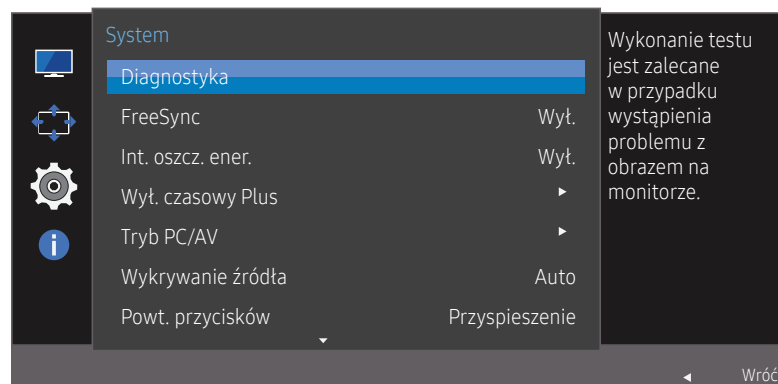 System
Diagnostyka
FreeSync Wył.
Int. oszcz. ener. Wył.
Wył. czasowy Plus
Tryb PC/AV
Wykrywanie źródła Auto
Powt. przycisków Przyspieszenie
Wykonanie testu
jest zalecane
w przypadku
wystąpienia
problemu z
obrazem na
monitorze.
Wróć